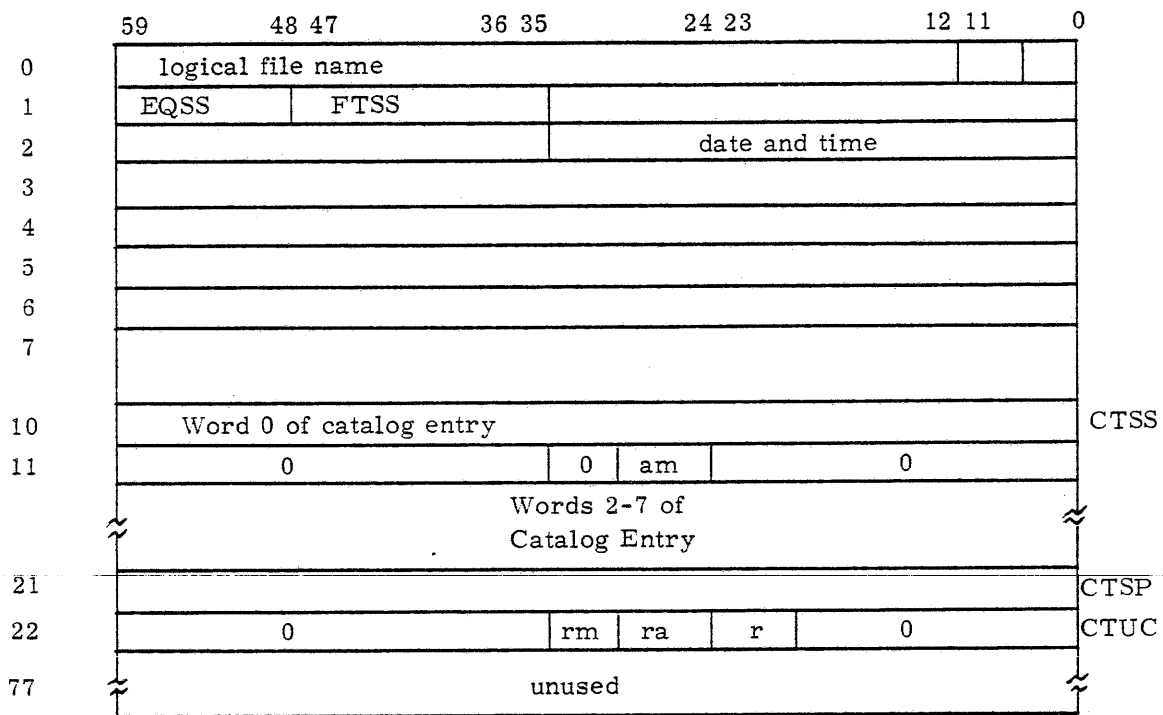 59 48 47 36 35 24 23 12 11 0
0 logical file name
1 EQSS FTSS
2 date and time
3
4
5
6
7
10 Word 0 of catalog entry CTSS
11 0 0 am 0
Words 2-7 of
Catalog Entry
21 CTSP
22 0 rm ra r 0 CTUC
77 unused